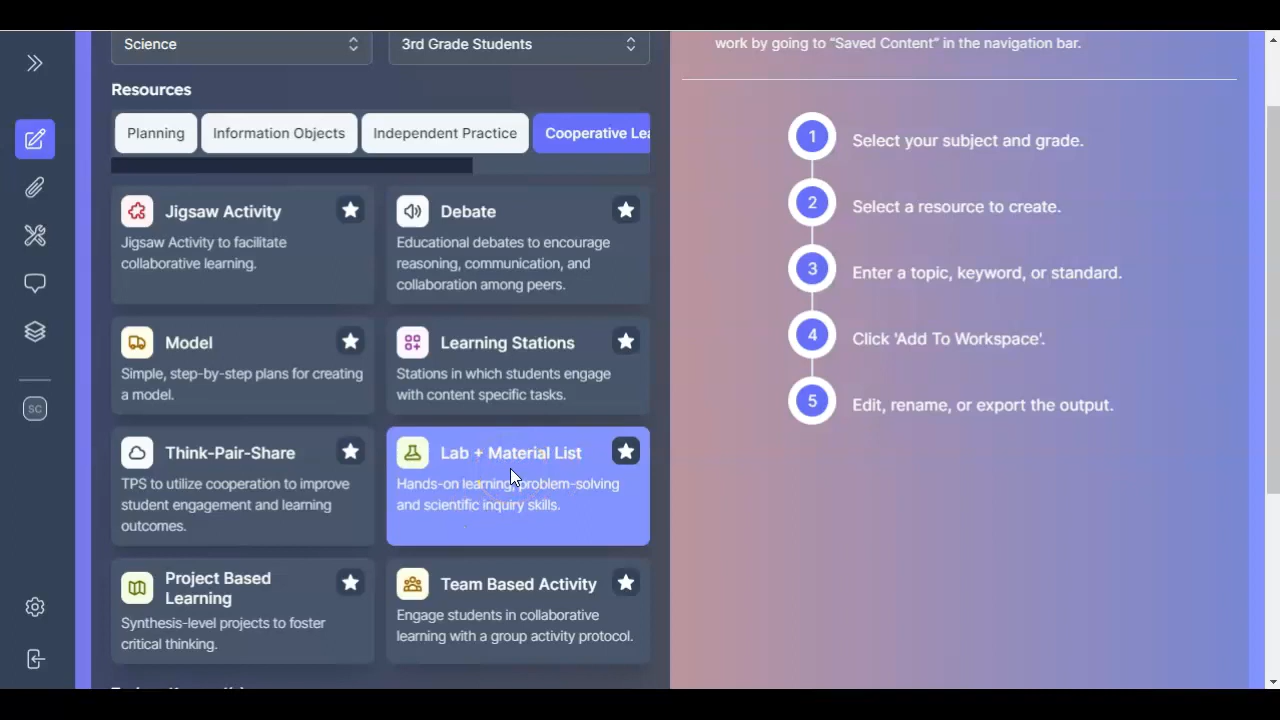 Science
3rd Grade Students
Resources
Planning
Information Objects
Independent Practice
Cooperative Lea
Jigsaw Activity
Jigsaw Activity to facilitate
collaborative learning.
Debate
Educational debates to encourage
reasoning, communication, and
collaboration among peers.
Model
Simple, step-by-step plans for creating
a model.
Learning Stations
Stations in which students engage
with content specific tasks.
Think-Pair-Share
TPS to utilize cooperation to improve
student engagement and learning
outcomes.
Lab + Material List
Hands-on learning, problem-solving
and scientific inquiry skills.
Project Based
Learning
Synthesis-level projects to foster
critical thinking.
Team Based Activity
Engage students in collaborative
learning with a group activity protocol.
SC
work by going to “Saved Content” in the navigation bar.
1 Select your subject and grade.
2 Select a resource to create.
3 Enter a topic, keyword, or standard.
4 Click 'Add To Workspace'.
5 Edit, rename, or export the output.